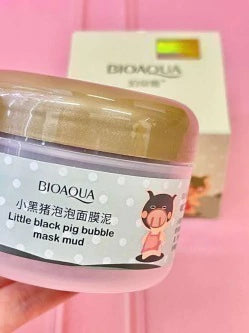 BIOAQUA
BIOAQUA
小黑猪泡泡面膜泥
Little black pig bubble
mask mud